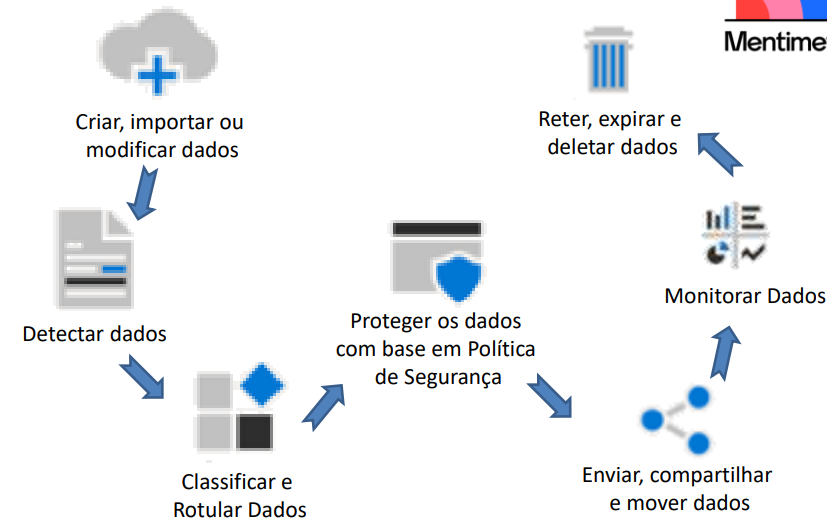 Mentime
Criar, importar ou
modificar dados
Detectar dados
Classificar e
Rotular Dados
Proteger os dados
com base em Política
de Segurança
Enviar, compartilhar
e mover dados
Monitorar Dados
Reter, expirar e
deletar dados